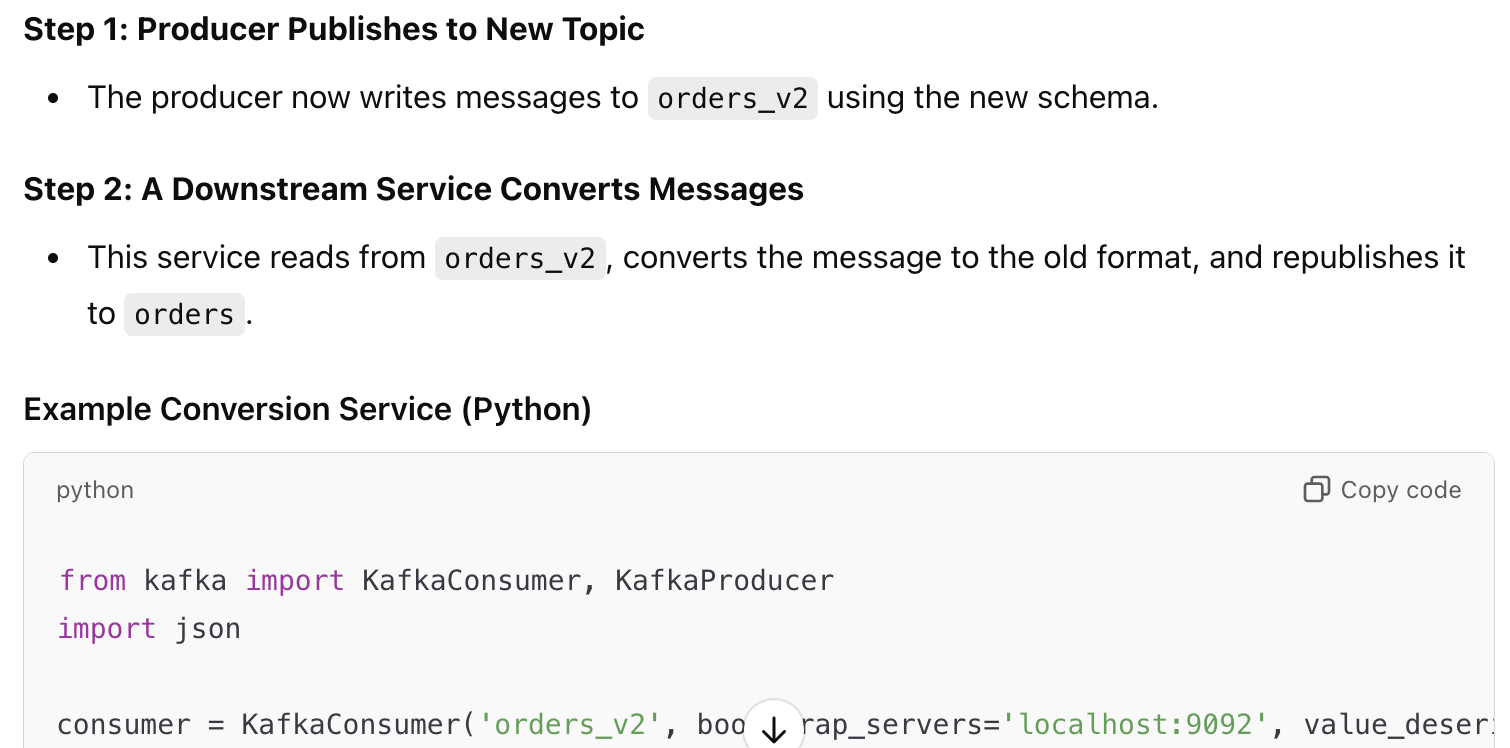 Step 1: Producer Publishes to New Topic
• The producer now writes messages to orders_v2 using the new schema.
Step 2: A Downstream Service Converts Messages
• This service reads from orders_v2, converts the message to the old format, and republishes it
to orders.
Example Conversion Service (Python)
python Copy code
from kafka import KafkaConsumer, KafkaProducer
import json
consumer = KafkaConsumer('orders_v2', boo rap_servers='localhost:9092', value_deser